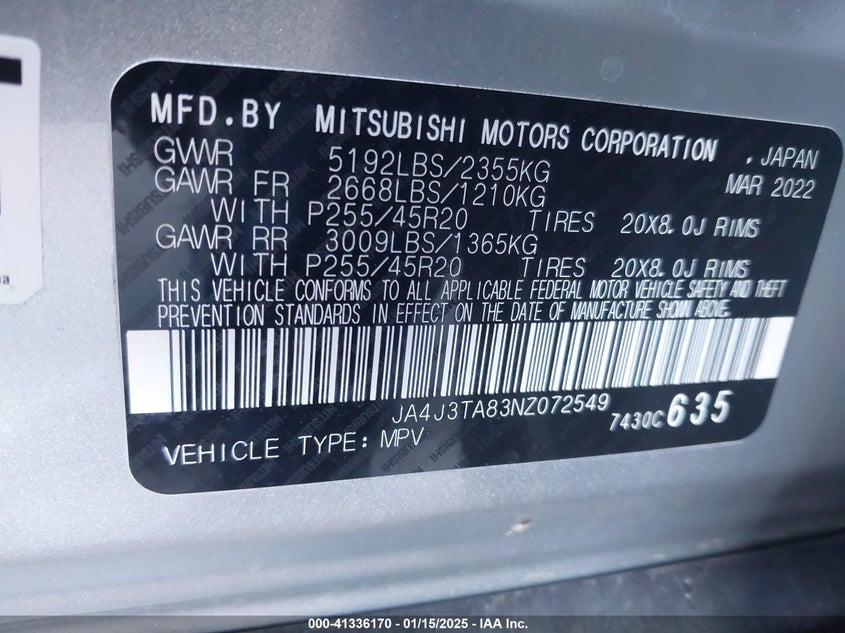 MFD.BY MITSUBISHI MOTORS CORPORATION , JAPAN
GVWR 5192LBS/2355KG MAR 2022
GAWR FR 2668LBS/1210KG
WITH P255/45R20 TIRES 20X8.0J RIMS
GAWR RR 3009LBS/1365KG
WITH P255/45R20 TIRES 20X8.0J RIMS
THIS VEHICLE CONFORMS TO ALL APPLICABLE FEDERAL MOTOR VEHICLE SAFETY AND THEFT
PREVENTION STANDARDS IN EFFECT ON THE DATE OF MANUFACTURE SHOWN ABOVE.
JA4J3TA83NZ072549 7430C 635
VEHICLE TYPE: MPV
000-41336170 - 01/15/2025 - IAA Inc.